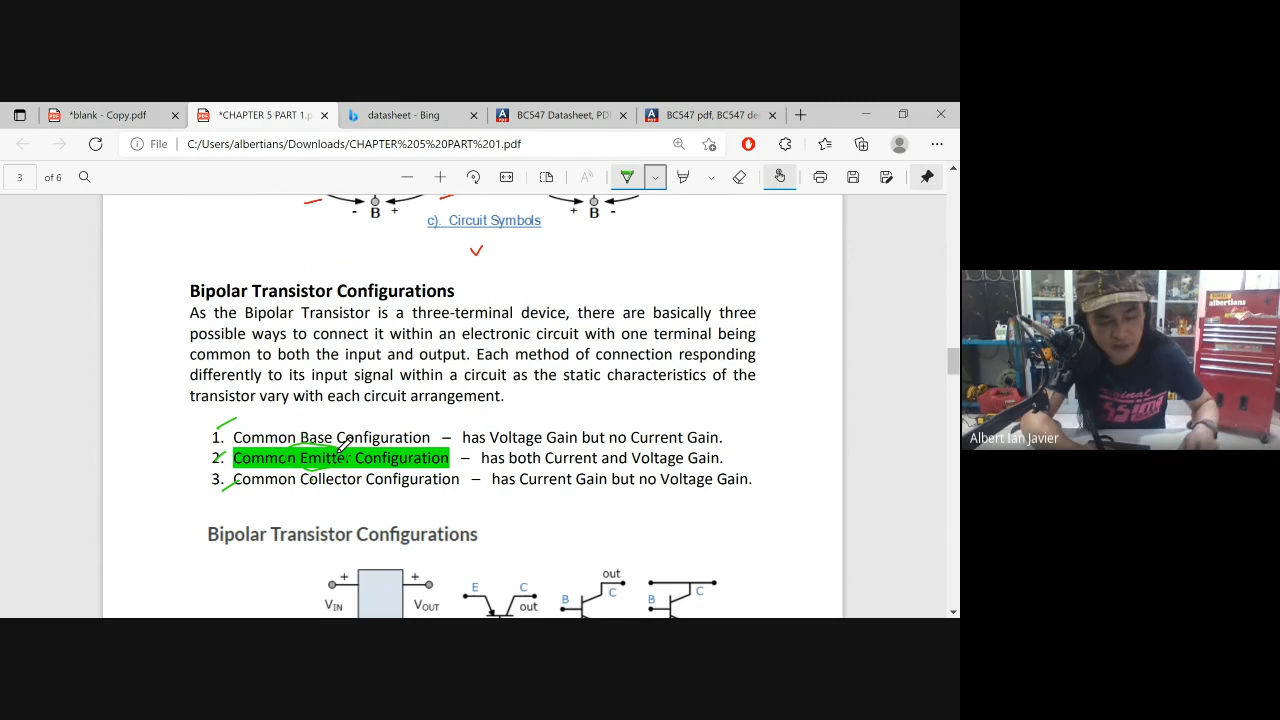 *blank - Copy.pdf
*CHAPTER 5 PART 1.p
datasheet - Bing
BC547 Datasheet, PD
BC547 pdf, BC547 de
File
C:/Users/albertians/Downloads/CHAPTER%205%20PART%201.pdf
3 of 6
- B +
+ B -
c). Circuit Symbols
Bipolar Transistor Configurations
As the Bipolar Transistor is a three-terminal device, there are basically three
possible ways to connect it within an electronic circuit with one terminal being
common to both the input and output. Each method of connection responding
differently to its input signal within a circuit as the static characteristics of the
transistor vary with each circuit arrangement.
1. Common Base Configuration – has Voltage Gain but no Current Gain.
2. Common Emitter Configuration – has both Current and Voltage Gain.
3. Common Collector Configuration – has Current Gain but no Voltage Gain.
Bipolar Transistor Configurations
+ +
VIN VOUT
E C
out
out
B C
B C
albertians
Original
SSima
Albert Ian Javier